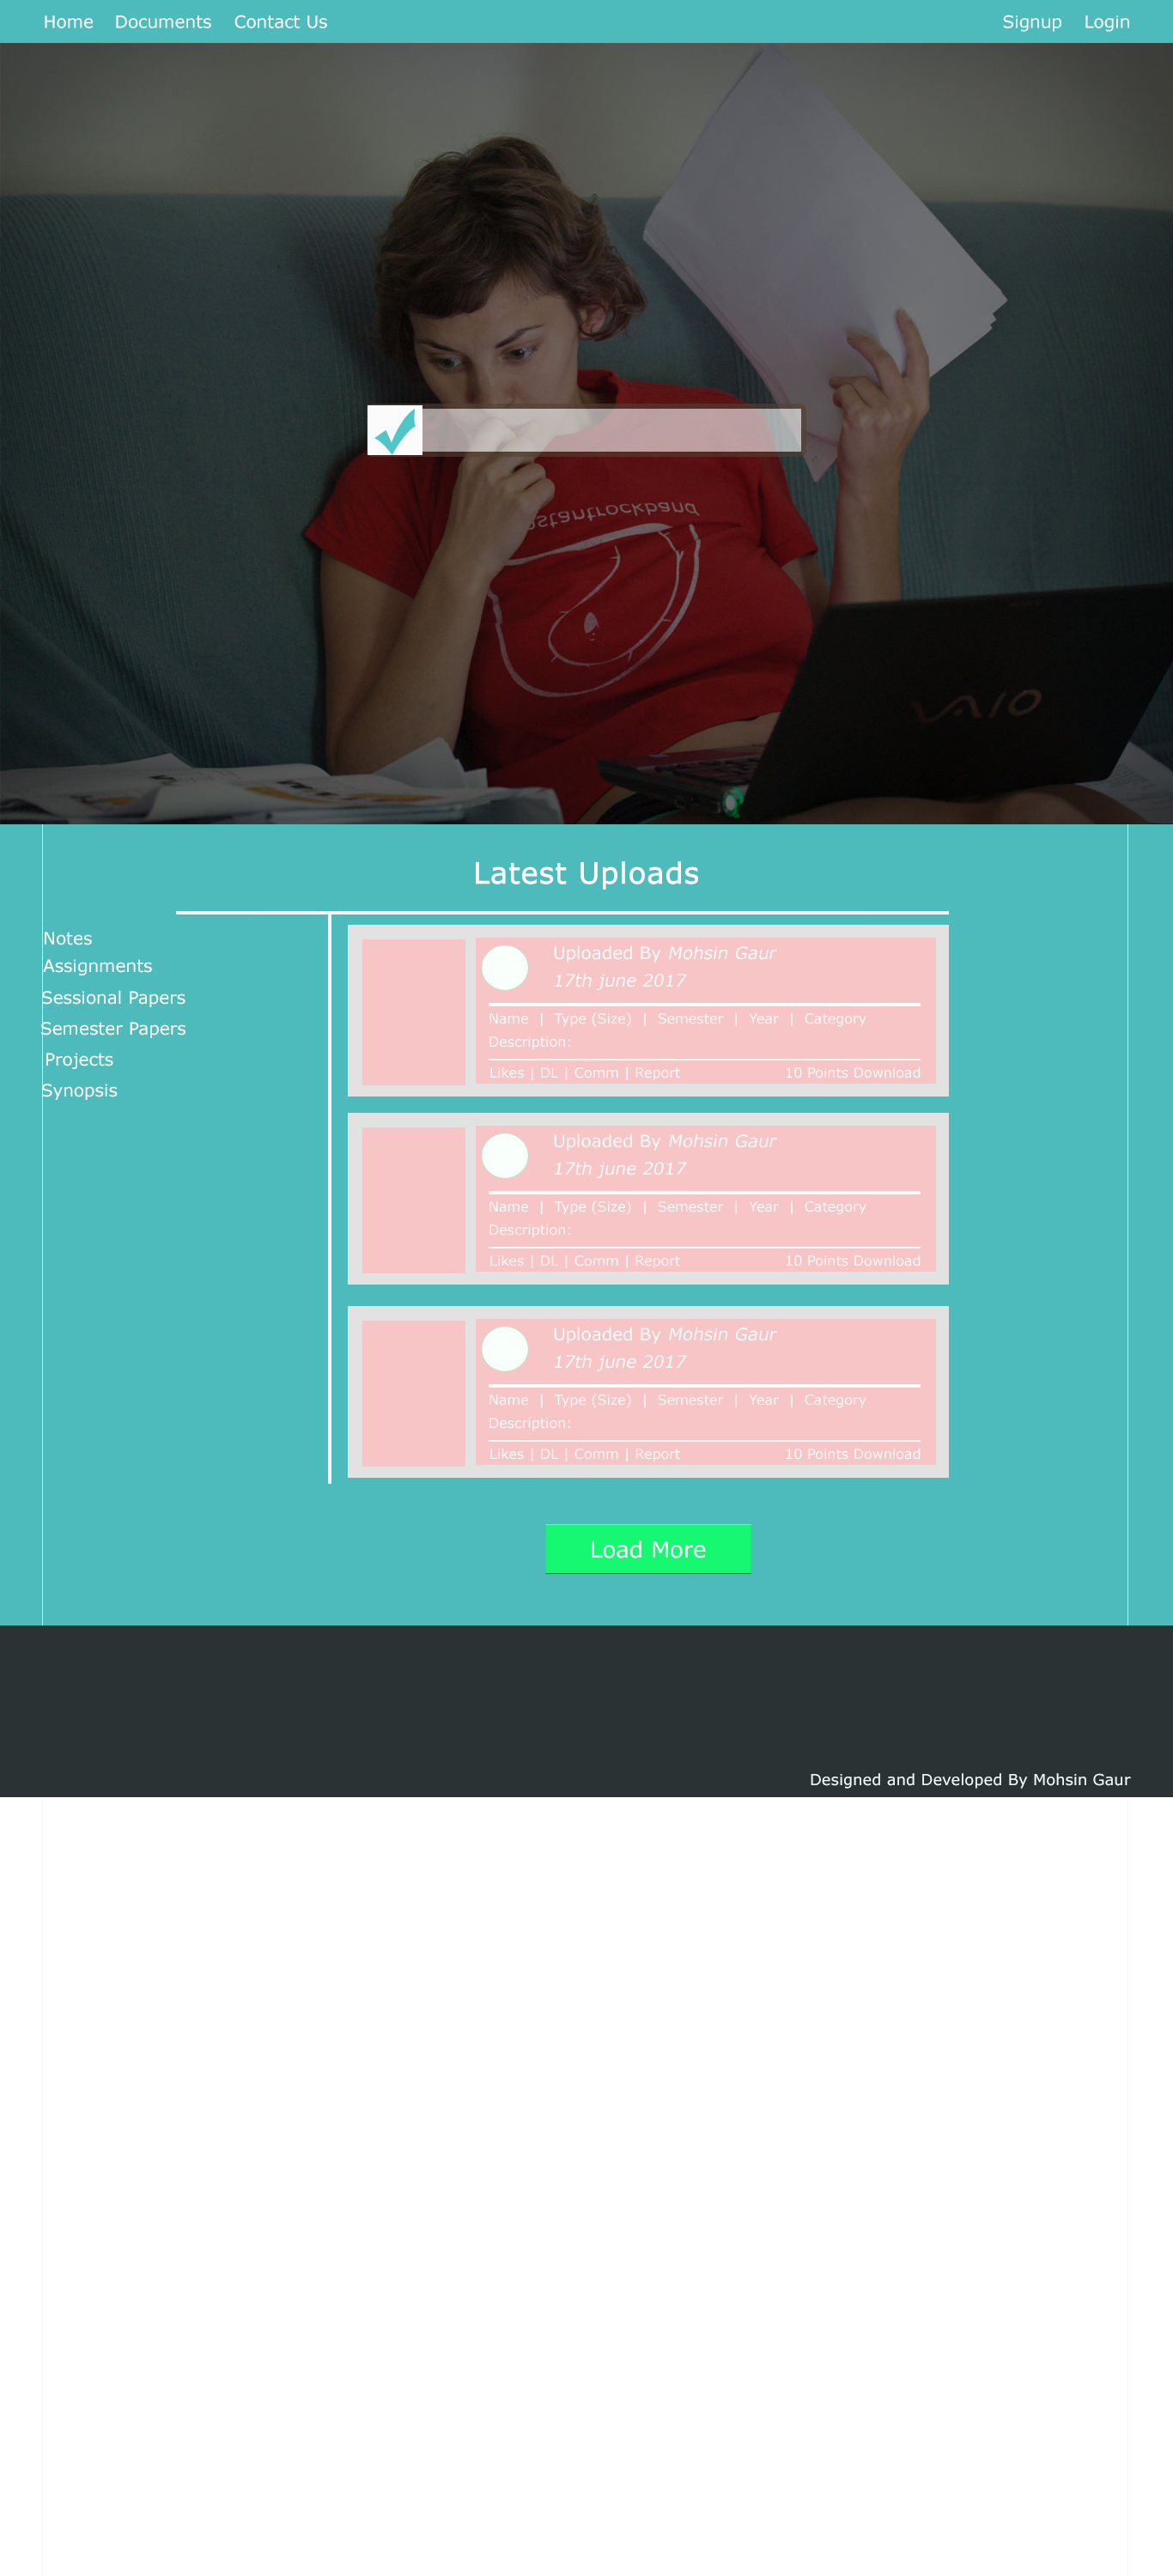 Home Documents Contact Us Signup Login
instantrockband
VAIO
Latest Uploads
Notes
Assignments
Sessional Papers
Semester Papers
Projects
Synopsis
Uploaded By Mohsin Gaur
17th june 2017
Name | Type (Size) | Semester | Year | Category
Description:
Likes | DL | Comm | Report 10 Points Download
Uploaded By Mohsin Gaur
17th june 2017
Name | Type (Size) | Semester | Year | Category
Description:
Likes | DL | Comm | Report 10 Points Download
Uploaded By Mohsin Gaur
17th june 2017
Name | Type (Size) | Semester | Year | Category
Description:
Likes | DL | Comm | Report 10 Points Download
Load More
Designed and Developed By Mohsin Gaur